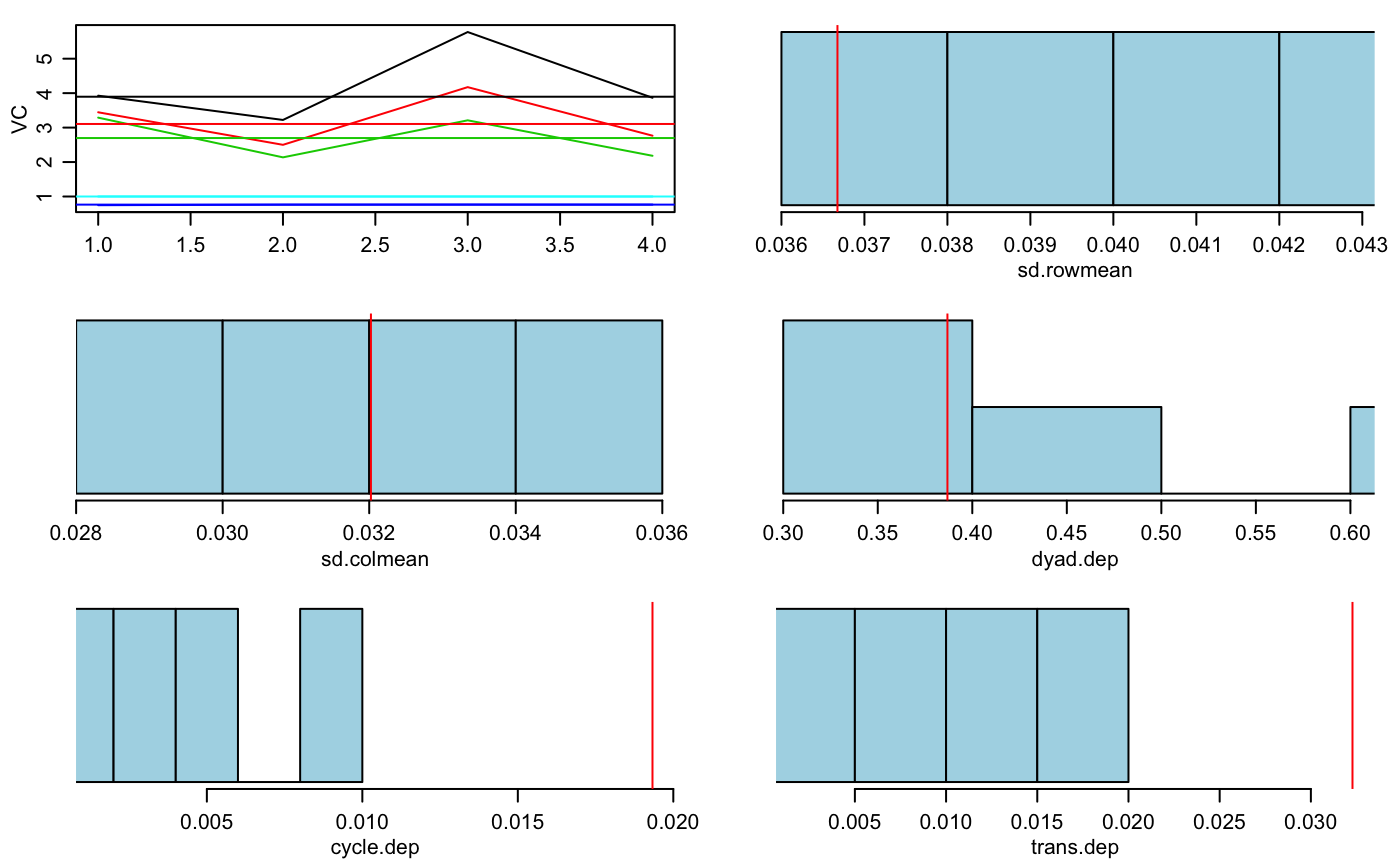 VC
5
4
3
2
1
1.0 1.5 2.0 2.5 3.0 3.5 4.0
0.036 0.037 0.038 0.039 0.040 0.041 0.042 0.043
sd.rowmean
0.028 0.030 0.032 0.034 0.036
sd.colmean
0.30 0.35 0.40 0.45 0.50 0.55 0.60
dyad.dep
0.005 0.010 0.015 0.020
cycle.dep
0.005 0.010 0.015 0.020 0.025 0.030
trans.dep